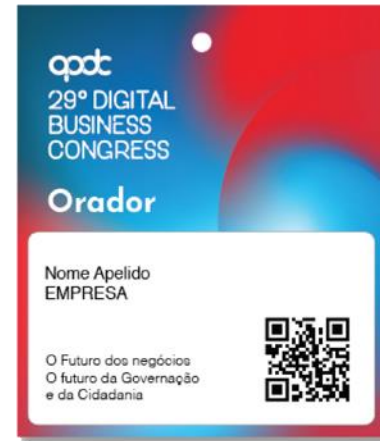 apdc
29º DIGITAL
BUSINESS
CONGRESS
Orador
Nome Apelido
EMPRESA
O Futuro dos negócios
O futuro da Governação
e da Cidadania